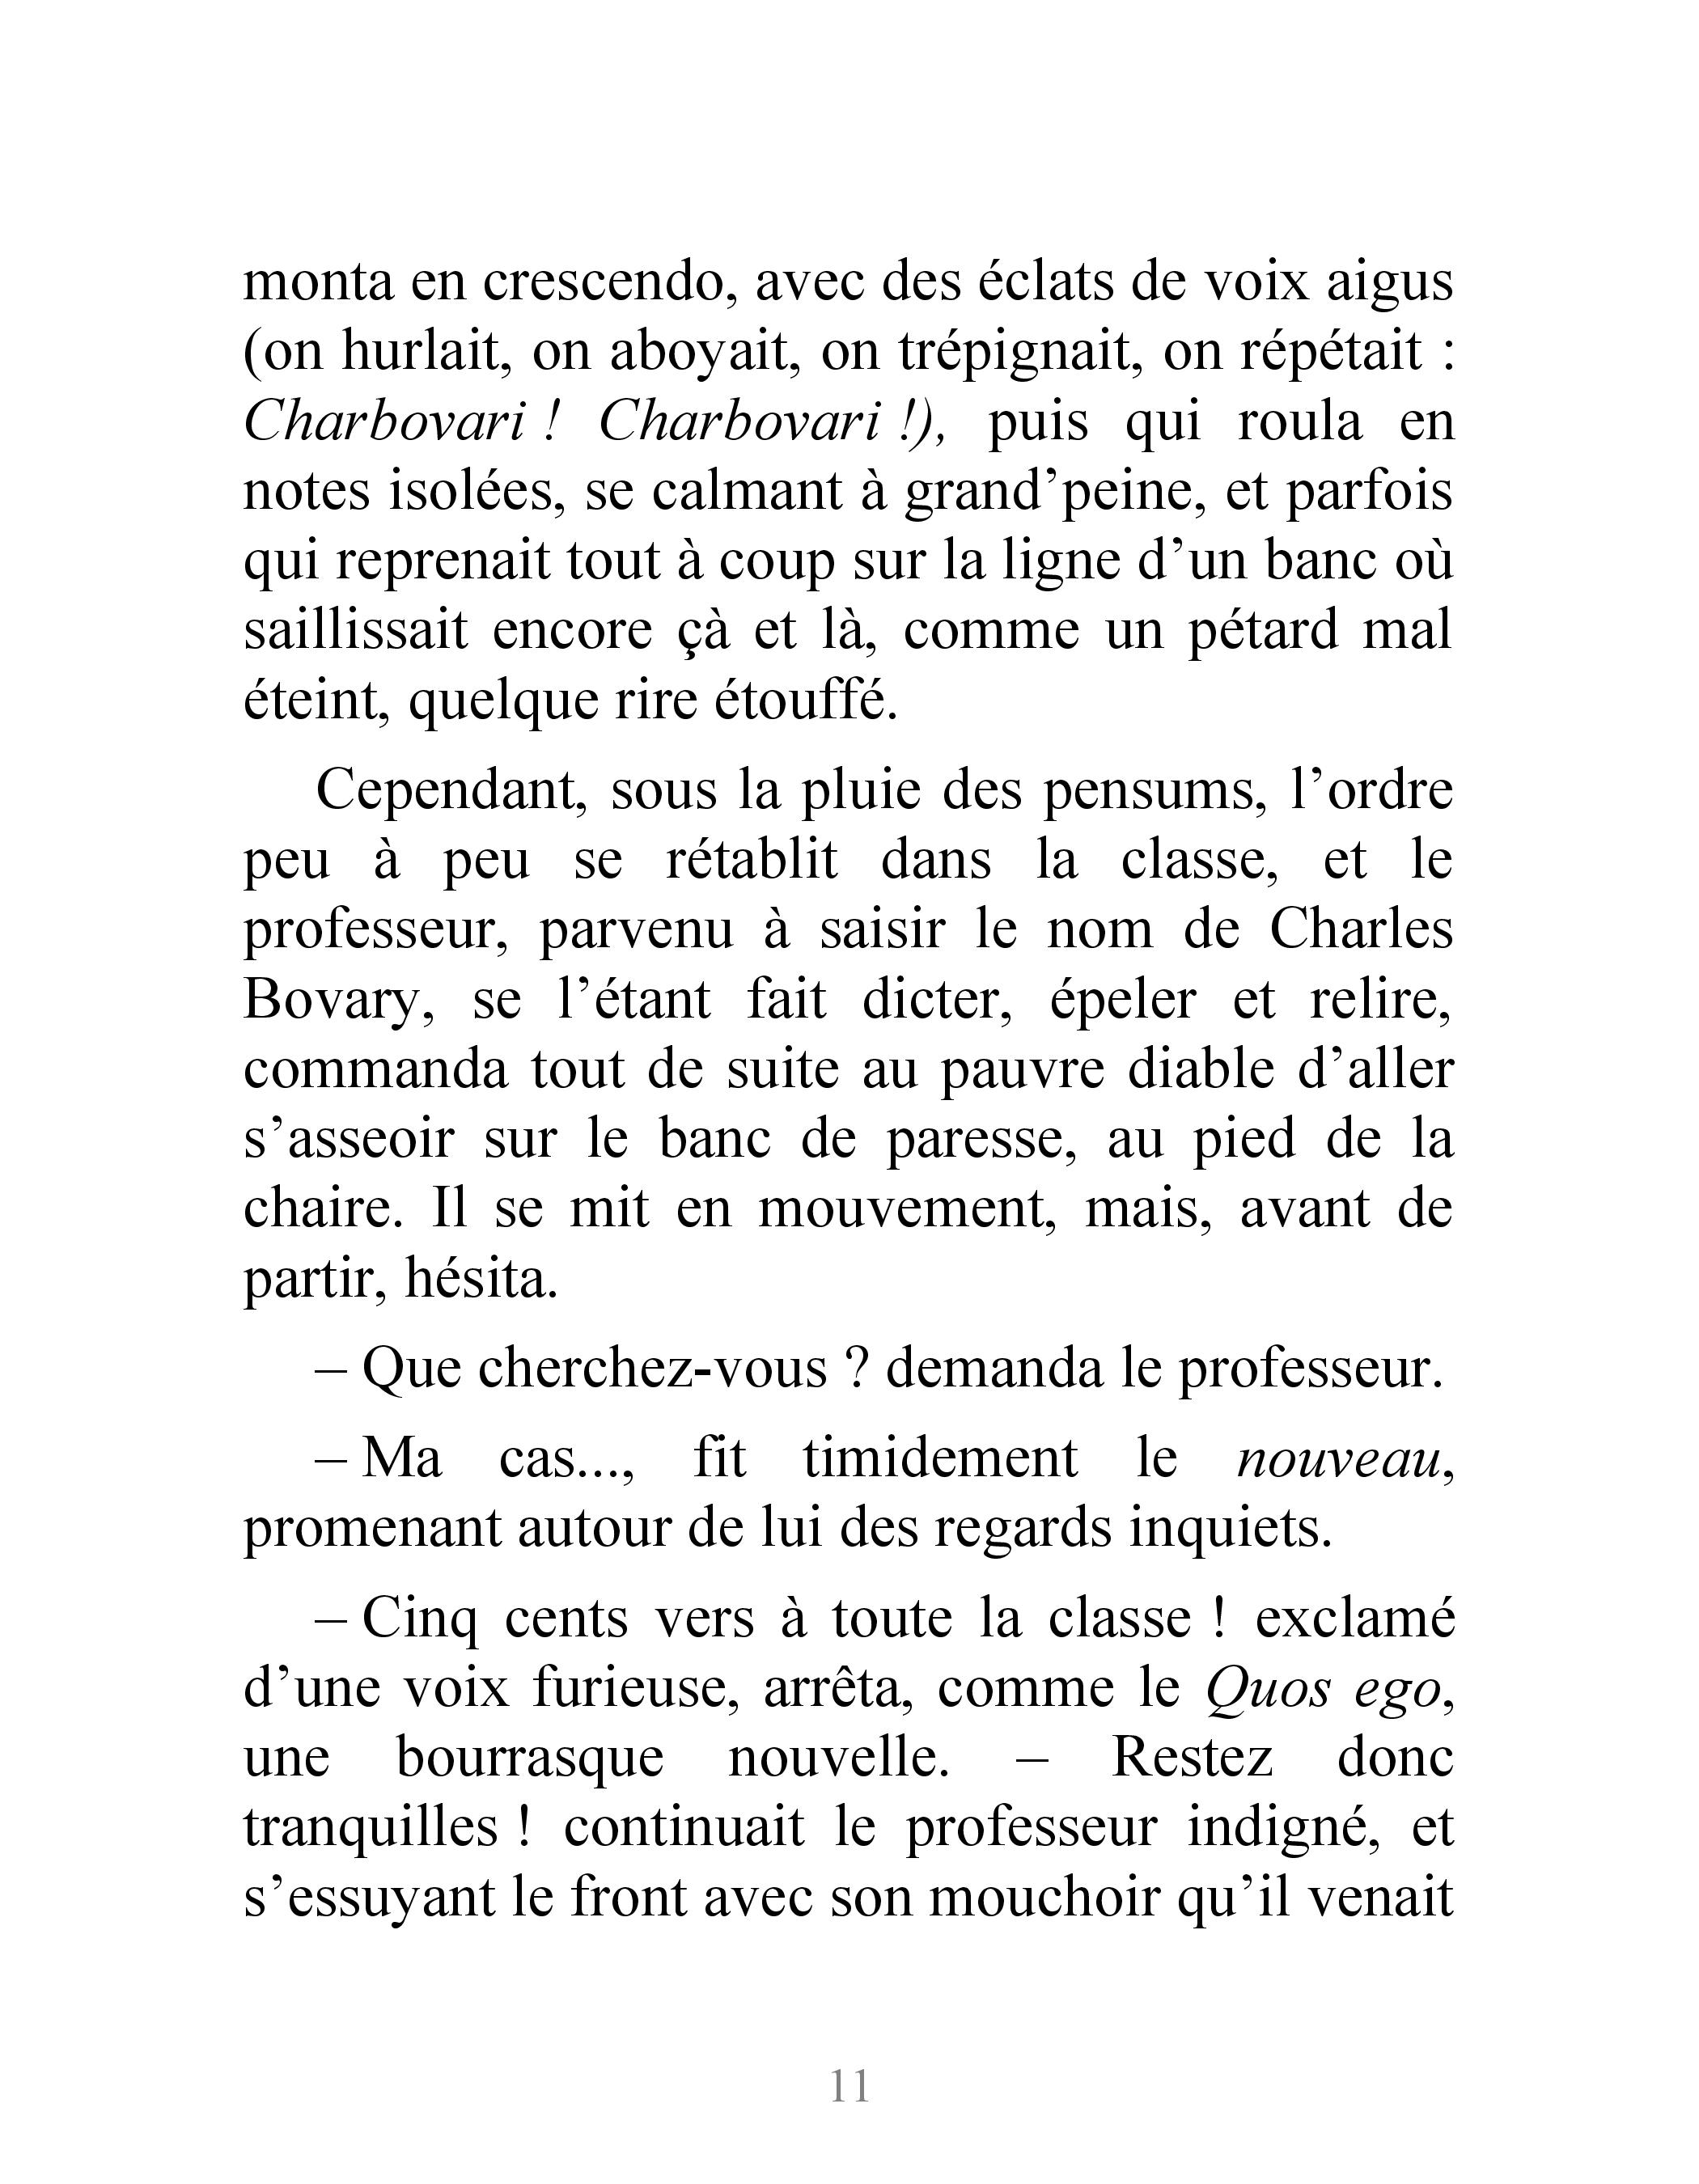 monta en crescendo, avec des éclats de voix aigus
(on hurlait, on aboyait, on trépignait, on répétait :
Charbovari ! Charbovari !), puis qui roula en
notes isolées, se calmant à grand’peine, et parfois
qui reprenait tout à coup sur la ligne d’un banc où
saillissait encore çà et là, comme un pétard mal
éteint, quelque rire étouffé.
Cependant, sous la pluie des pensums, l’ordre
peu à peu se rétablit dans la classe, et le
professeur, parvenu à saisir le nom de Charles
Bovary, se l’étant fait dicter, épeler et relire,
commanda tout de suite au pauvre diable d’aller
s’asseoir sur le banc de paresse, au pied de la
chaire. Il se mit en mouvement, mais, avant de
partir, hésita.
– Que cherchez-vous ? demanda le professeur.
– Ma cas..., fit timidement le nouveau,
promenant autour de lui des regards inquiets.
– Cinq cents vers à toute la classe ! exclamé
d’une voix furieuse, arrêta, comme le Quos ego,
une bourrasque nouvelle. – Restez donc
tranquilles ! continuait le professeur indigné, et
s’essuyant le front avec son mouchoir qu’il venait
11